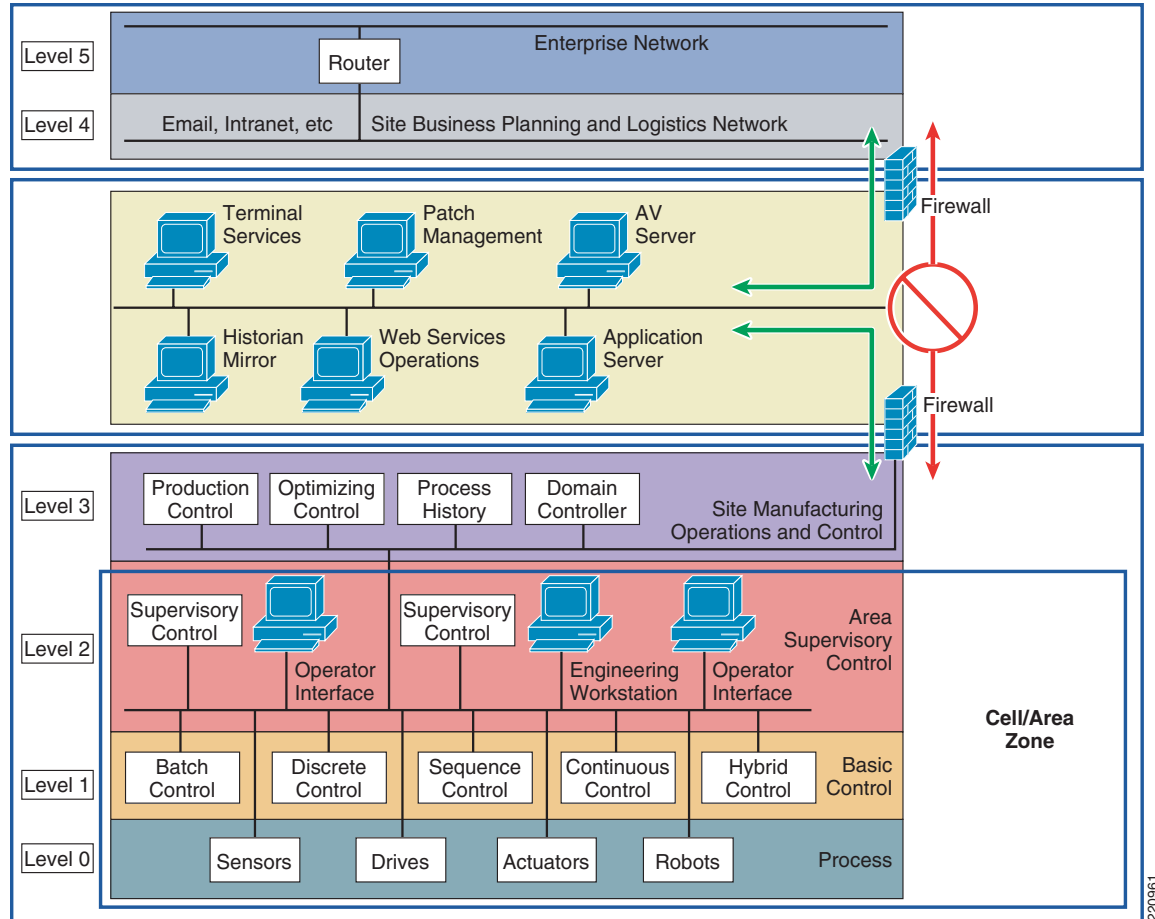 Level 5
Enterprise Network
Router
Level 4
Email, Intranet, etc
Site Business Planning and Logistics Network
Firewall
Terminal
Services
Patch
Management
AV
Server
Historian
Mirror
Web Services
Operations
Application
Server
Firewall
Level 3
Production
Control
Optimizing
Control
Process
History
Domain
Controller
Site Manufacturing
Operations and Control
Level 2
Supervisory
Control
Operator
Interface
Supervisory
Control
Engineering
Workstation
Operator
Interface
Area
Supervisory
Control
Cell/Area
Zone
Level 1
Batch
Control
Discrete
Control
Sequence
Control
Continuous
Control
Hybrid
Control
Basic
Control
Level 0
Sensors
Drives
Actuators
Robots
Process
220961